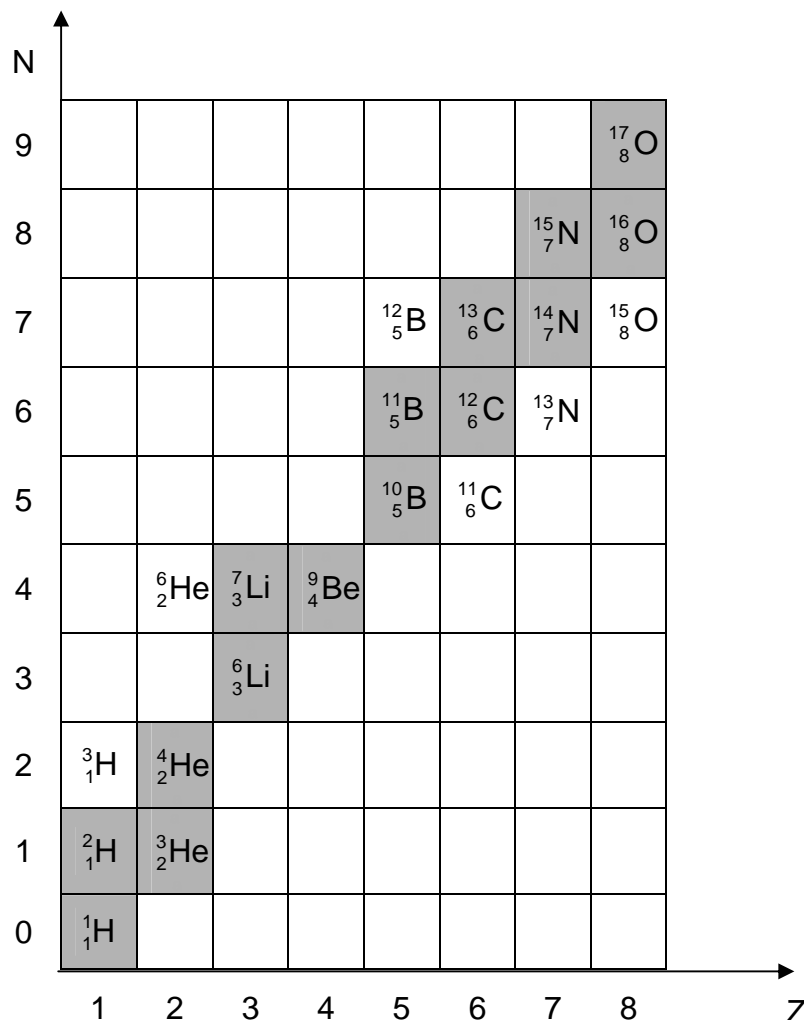 N
9 ¹⁷₈O
8 ¹⁵₇N ¹⁶₈O
7 ¹²₅B ¹³₆C ¹⁴₇N ¹⁵₈O
6 ¹¹₅B ¹²₆C ¹³₇N
5 ¹⁰₅B ¹¹₆C
4 ⁶₂He ⁷₃Li ⁹₄Be
3 ⁶₃Li
2 ³₁H ⁴₂He
1 ²₁H ³₂He
0 ¹₁H
1 2 3 4 5 6 7 8 Z